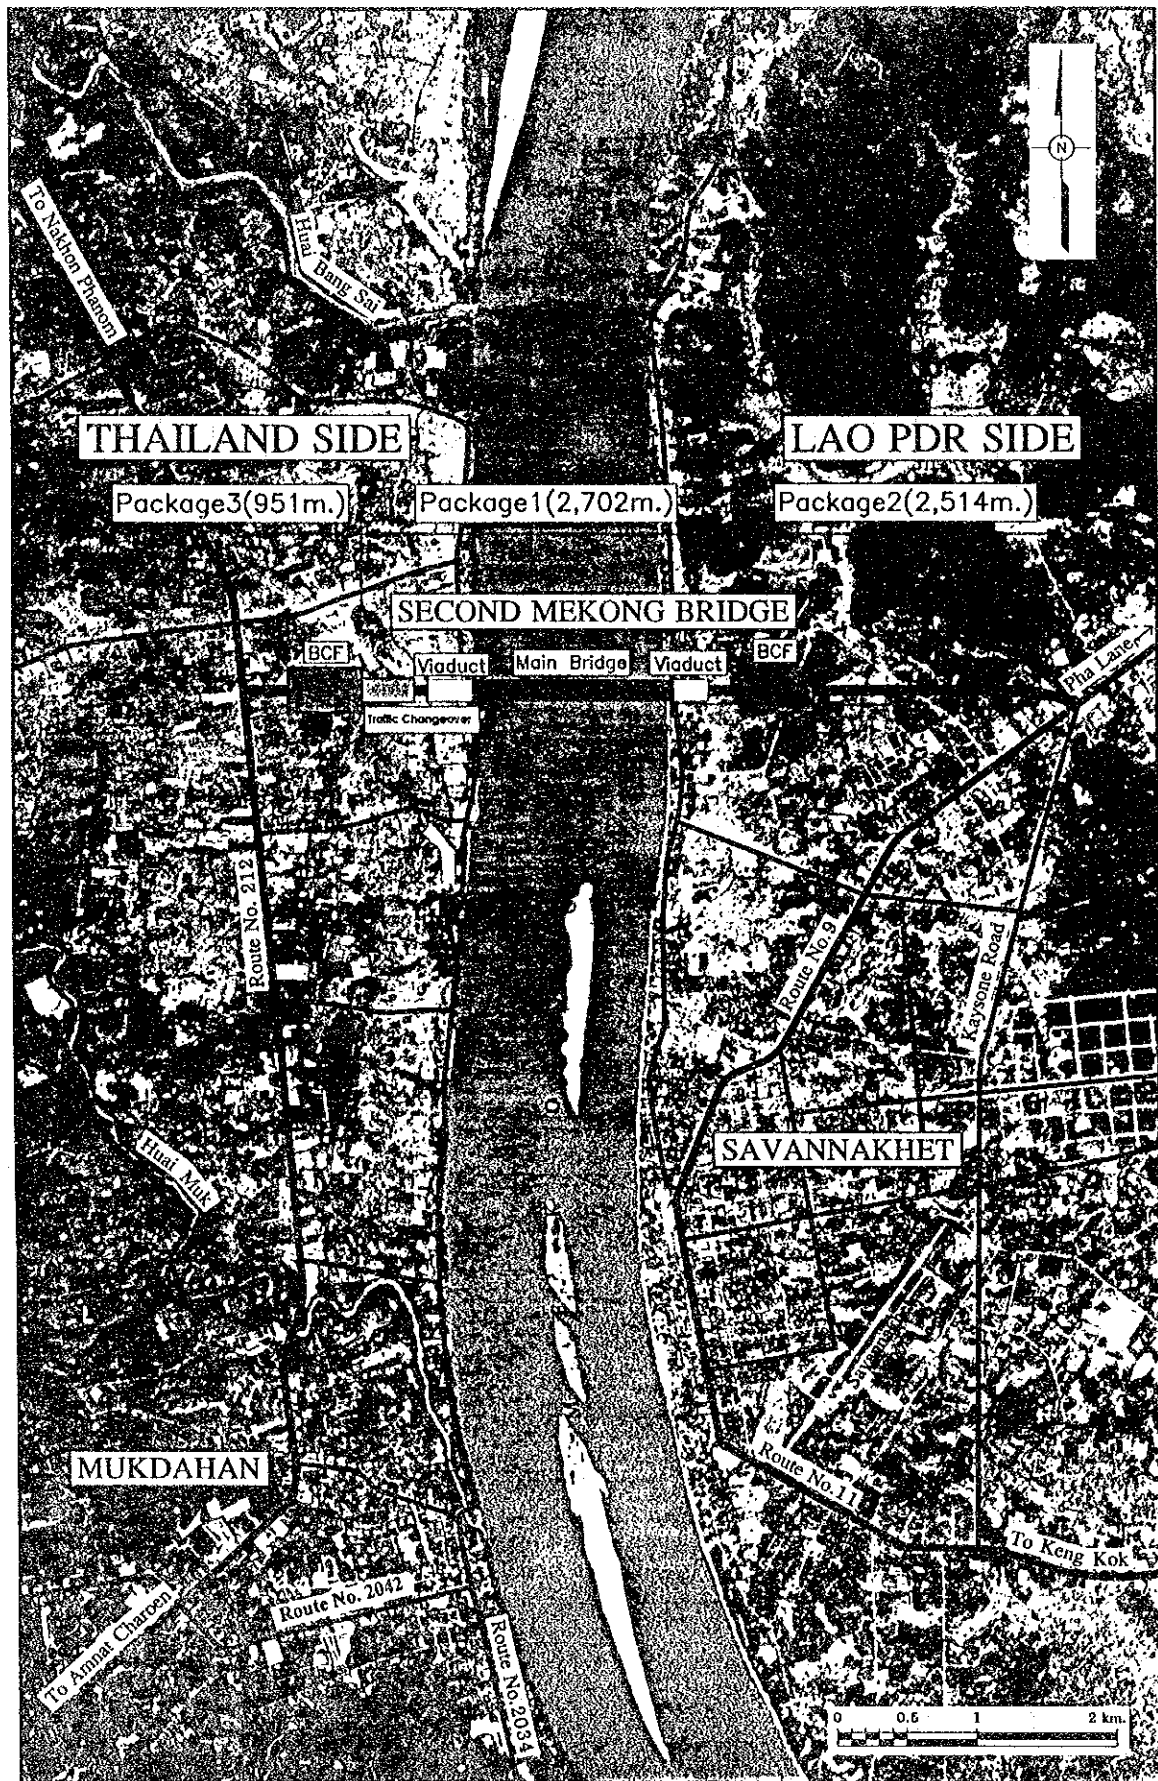 N
To Nakhon Phanom
Huai Bang Sai
THAILAND SIDE
LAO PDR SIDE
Package3(951m.)
Package1(2,702m.)
Package2(2,514m.)
SECOND MEKONG BRIDGE
BCF
Viaduct
Main Bridge
Viaduct
BCF
Pha Lane
Traffic Changeover
Route No. 212
Route No. 9
Kaysone Road
Huai Muk
SAVANNAKHET
MUKDAHAN
Route No.11
To Keng Kok
Route No. 2042
To Amnat Charoen
Route No.2034
0 0.5 1 2 km.